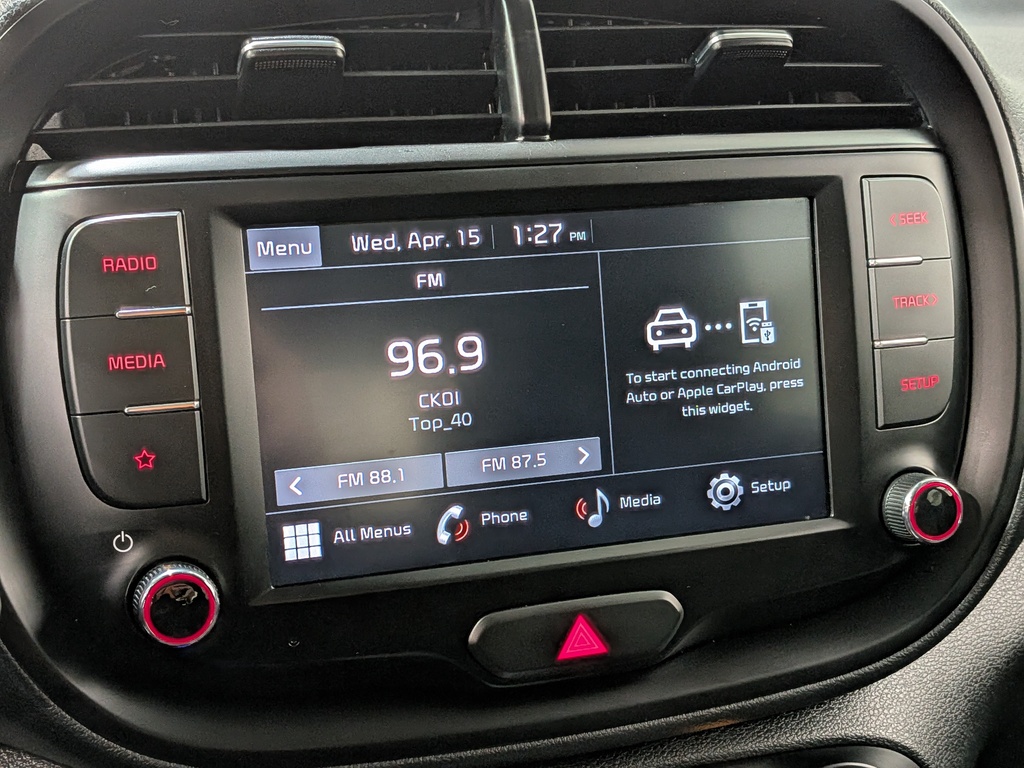 Menu
Wed, Apr. 15
1:27 PM
FM
96.9
CKOI
Top_40
< FM 88.1
FM 87.5 >
To start connecting Android
Auto or Apple CarPlay, press
this widget.
All Menus
Phone
Media
Setup
RADIO
MEDIA
< SEEK
TRACK >
SETUP